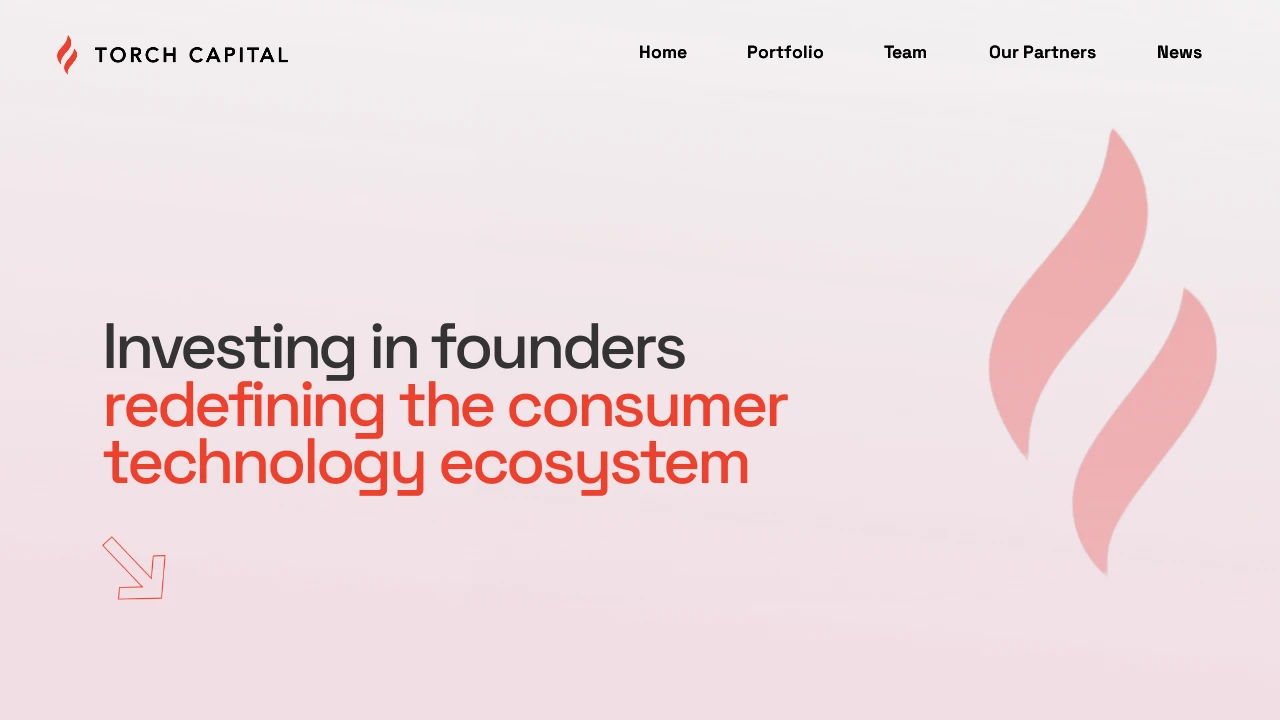 TORCH CAPITAL
Home Portfolio Team Our Partners News
Investing in founders
redefining the consumer
technology ecosystem